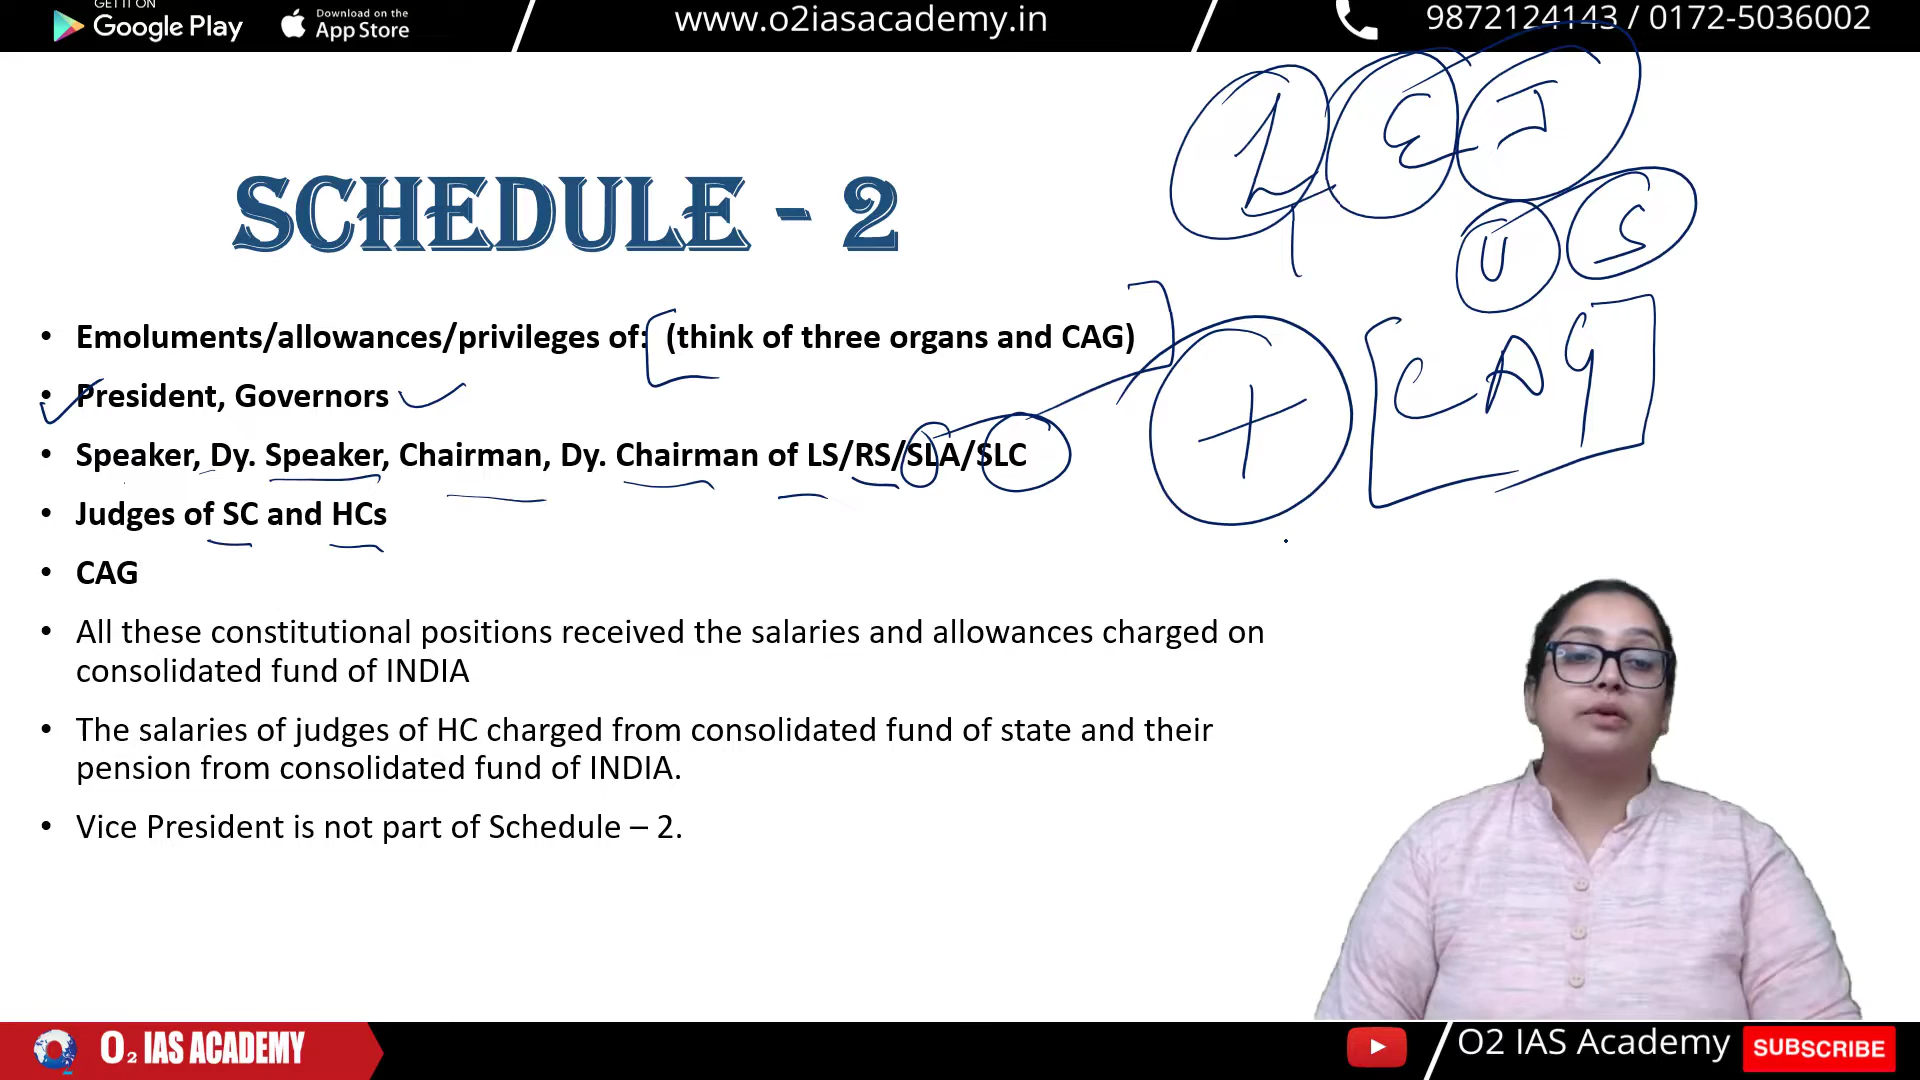 GET IT ON
Google Play
Download on the
App Store
www.o2iasacademy.in
9872124143 / 0172-5036002
L E J
U S
SCHEDULE - 2
• Emoluments/allowances/privileges of: (think of three organs and CAG)
+ CAG
• President, Governors
• Speaker, Dy. Speaker, Chairman, Dy. Chairman of LS/RS/SLA/SLC
• Judges of SC and HCs
• CAG
• All these constitutional positions received the salaries and allowances charged on
consolidated fund of INDIA
• The salaries of judges of HC charged from consolidated fund of state and their
pension from consolidated fund of INDIA.
• Vice President is not part of Schedule – 2.
O2 IAS ACADEMY
O2 IAS Academy
SUBSCRIBE